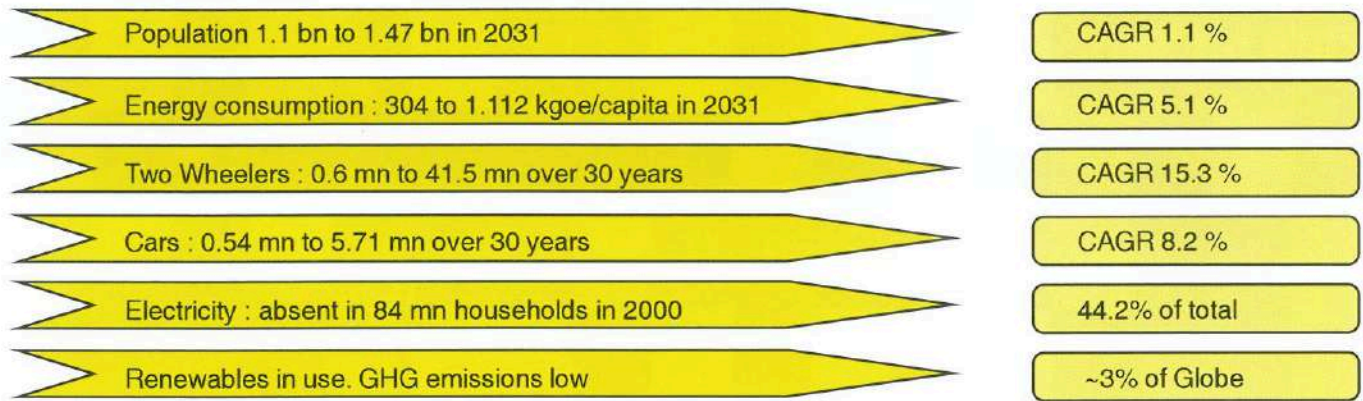 Population 1.1 bn to 1.47 bn in 2031
CAGR 1.1 %
Energy consumption : 304 to 1.112 kgoe/capita in 2031
CAGR 5.1 %
Two Wheelers : 0.6 mn to 41.5 mn over 30 years
CAGR 15.3 %
Cars : 0.54 mn to 5.71 mn over 30 years
CAGR 8.2 %
Electricity : absent in 84 mn households in 2000
44.2% of total
Renewables in use. GHG emissions low
~3% of Globe